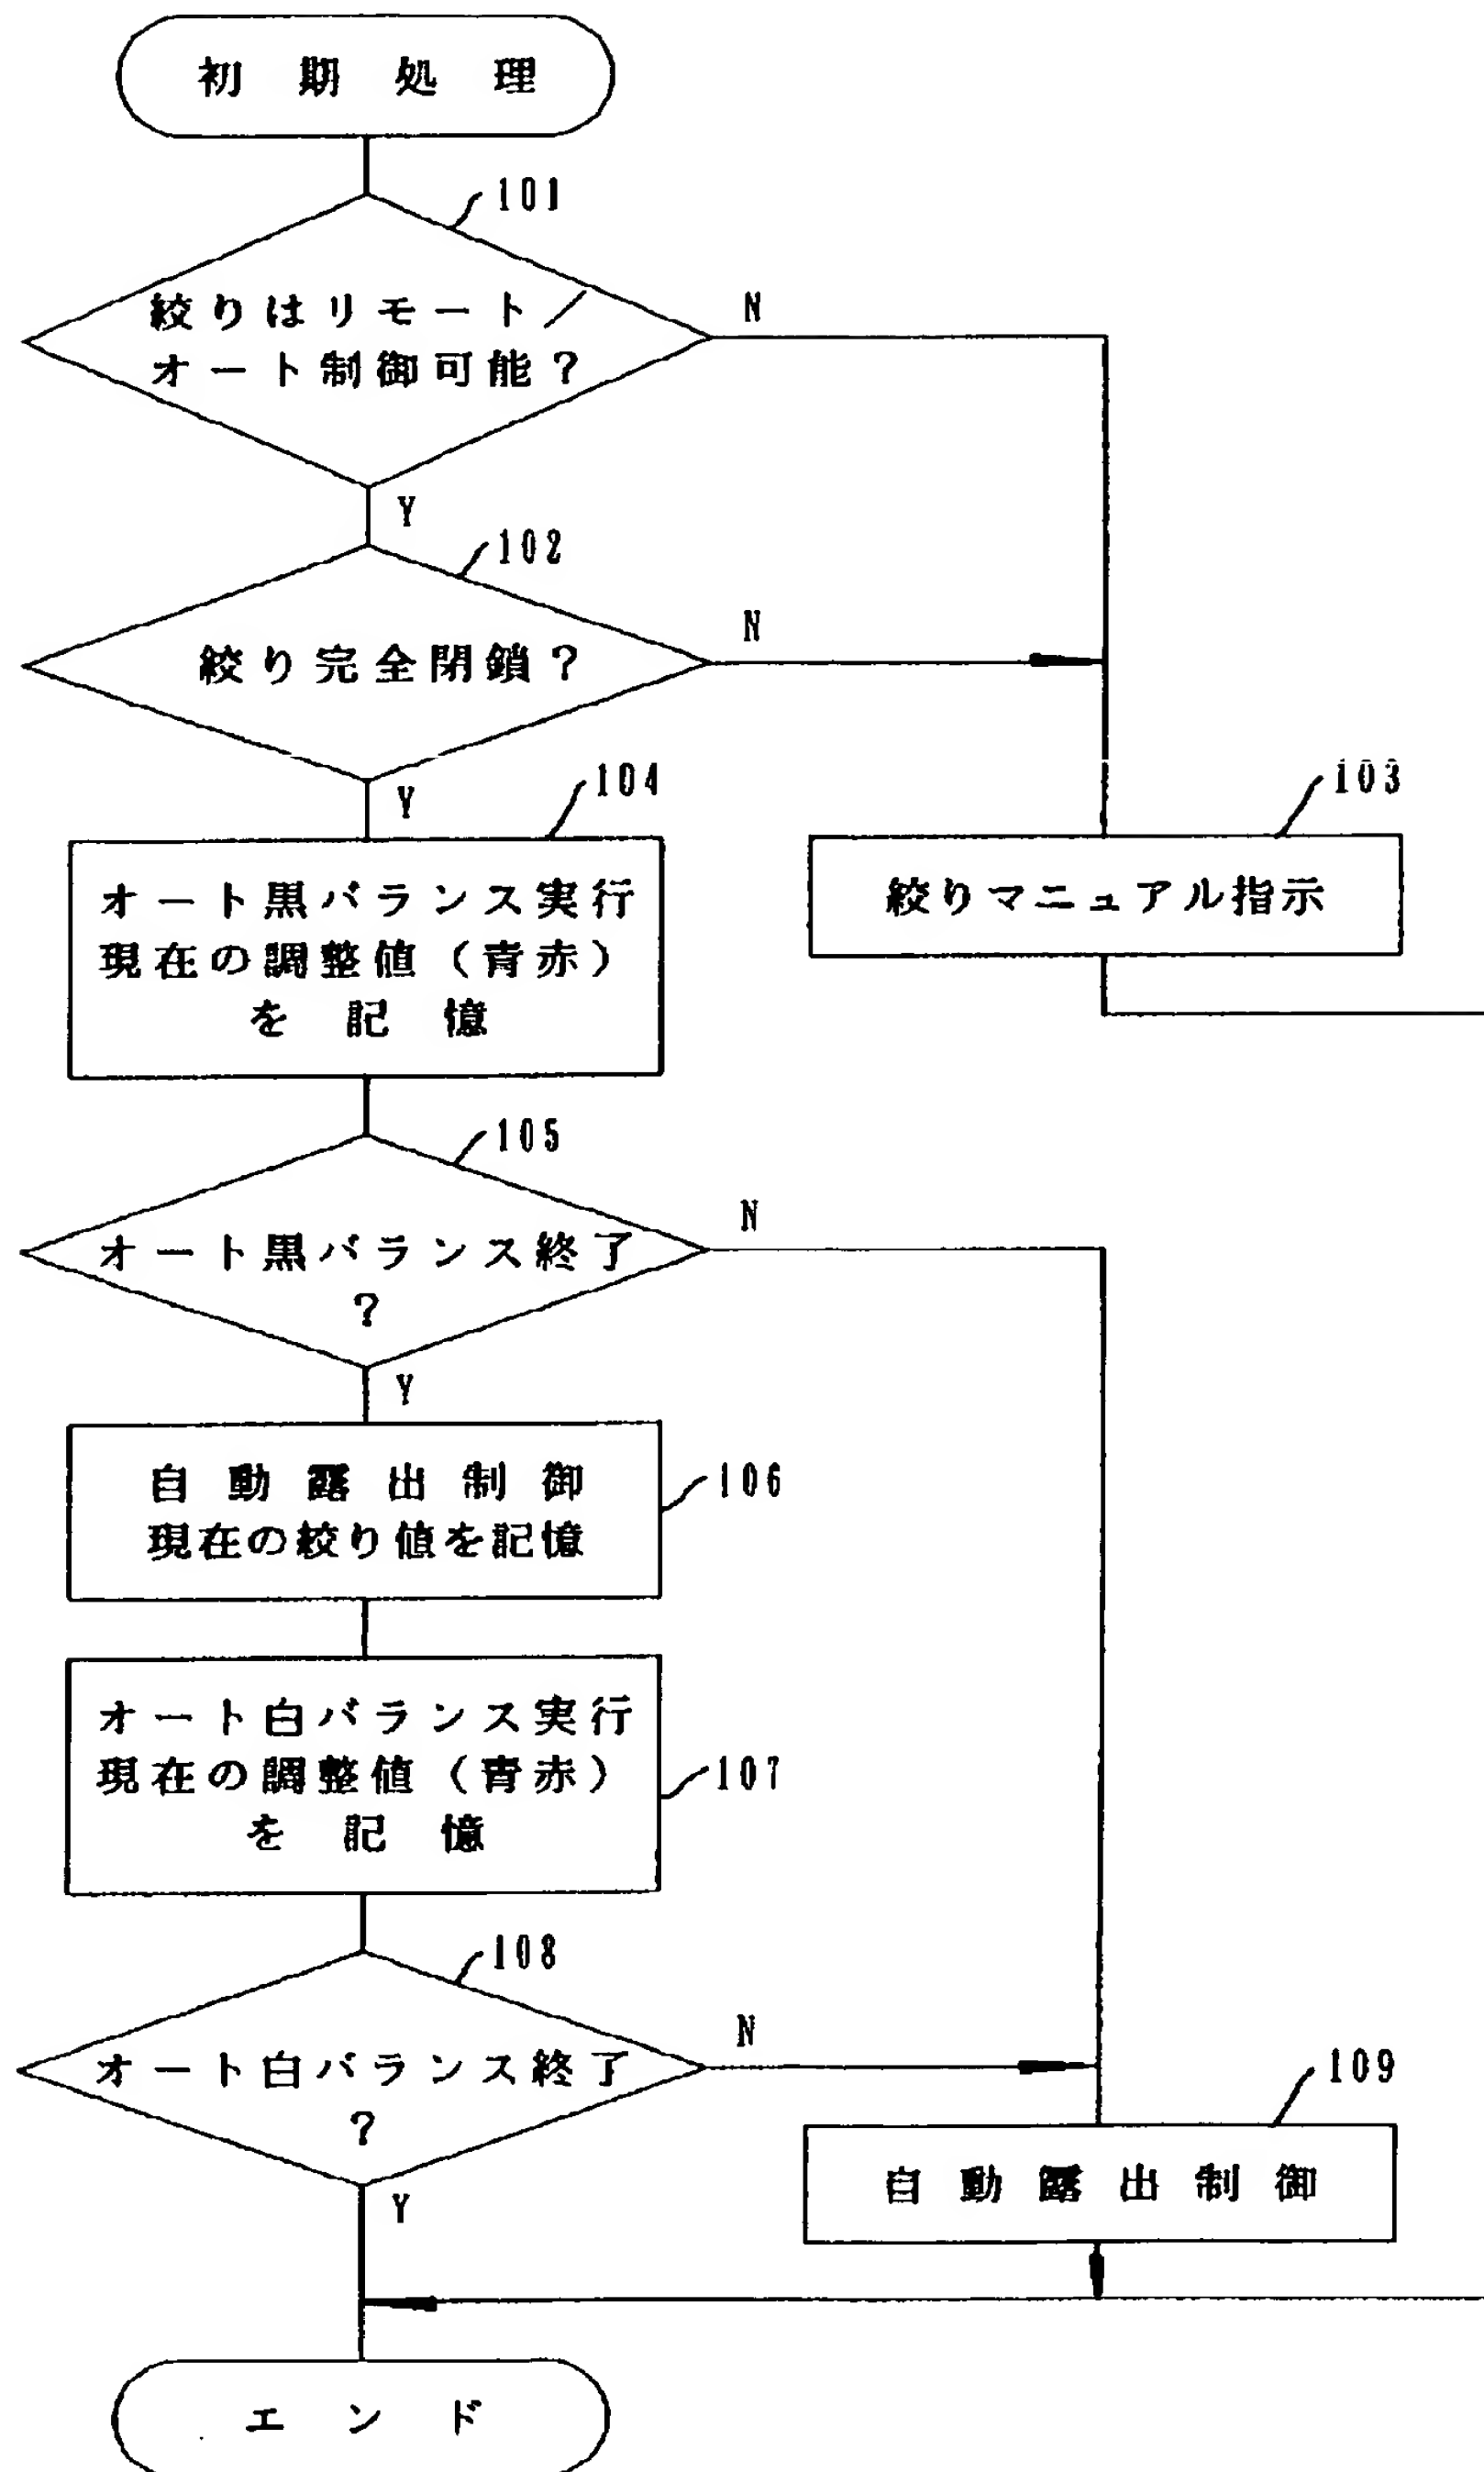 初期処理
101
絞りはリモート／
オート制御可能？
N
Y
102
絞り完全閉鎖？
N
Y
104
オート黒バランス実行
現在の調整値（青赤）
を記憶
103
絞りマニュアル指示
105
オート黒バランス終了
？
N
Y
自動露出制御
現在の絞り値を記憶
106
オート白バランス実行
現在の調整値（青赤）
を記憶
107
108
オート白バランス終了
？
N
Y
109
自動露出制御
エンド